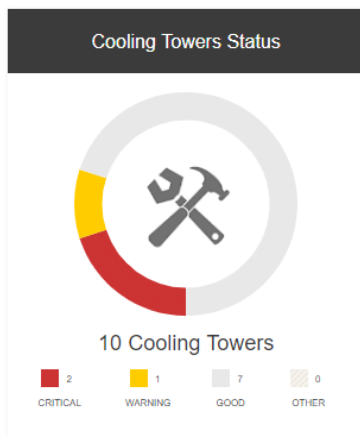 Cooling Towers Status
10 Cooling Towers
2 1 7 0
CRITICAL WARNING GOOD OTHER